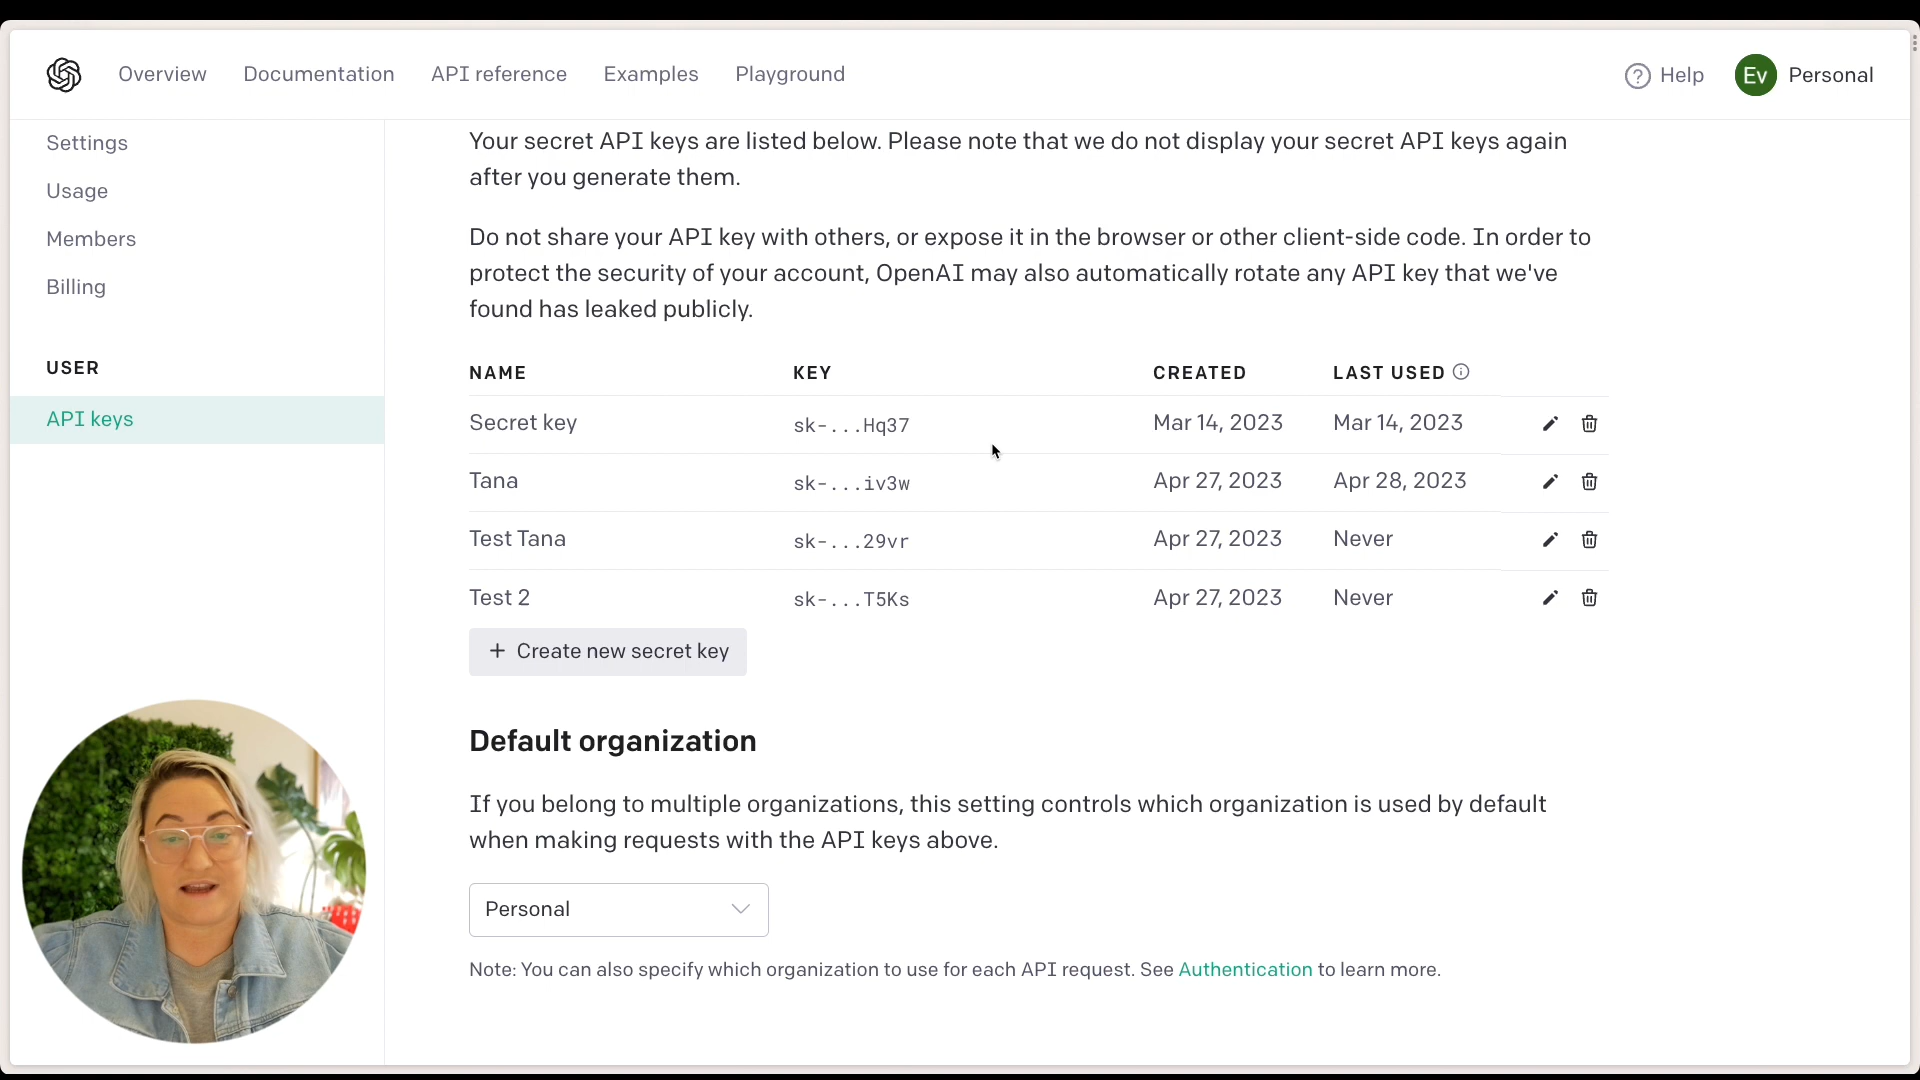 Overview Documentation API reference Examples Playground Help Ev Personal
Settings
Usage
Members
Billing
USER
API keys
Your secret API keys are listed below. Please note that we do not display your secret API keys again
after you generate them.
Do not share your API key with others, or expose it in the browser or other client-side code. In order to
protect the security of your account, OpenAI may also automatically rotate any API key that we've
found has leaked publicly.
NAME KEY CREATED LAST USED
Secret key sk-...Hq37 Mar 14, 2023 Mar 14, 2023
Tana sk-...iv3w Apr 27, 2023 Apr 28, 2023
Test Tana sk-...29vr Apr 27, 2023 Never
Test 2 sk-...T5Ks Apr 27, 2023 Never
+ Create new secret key
Default organization
If you belong to multiple organizations, this setting controls which organization is used by default
when making requests with the API keys above.
Personal
Note: You can also specify which organization to use for each API request. See Authentication to learn more.